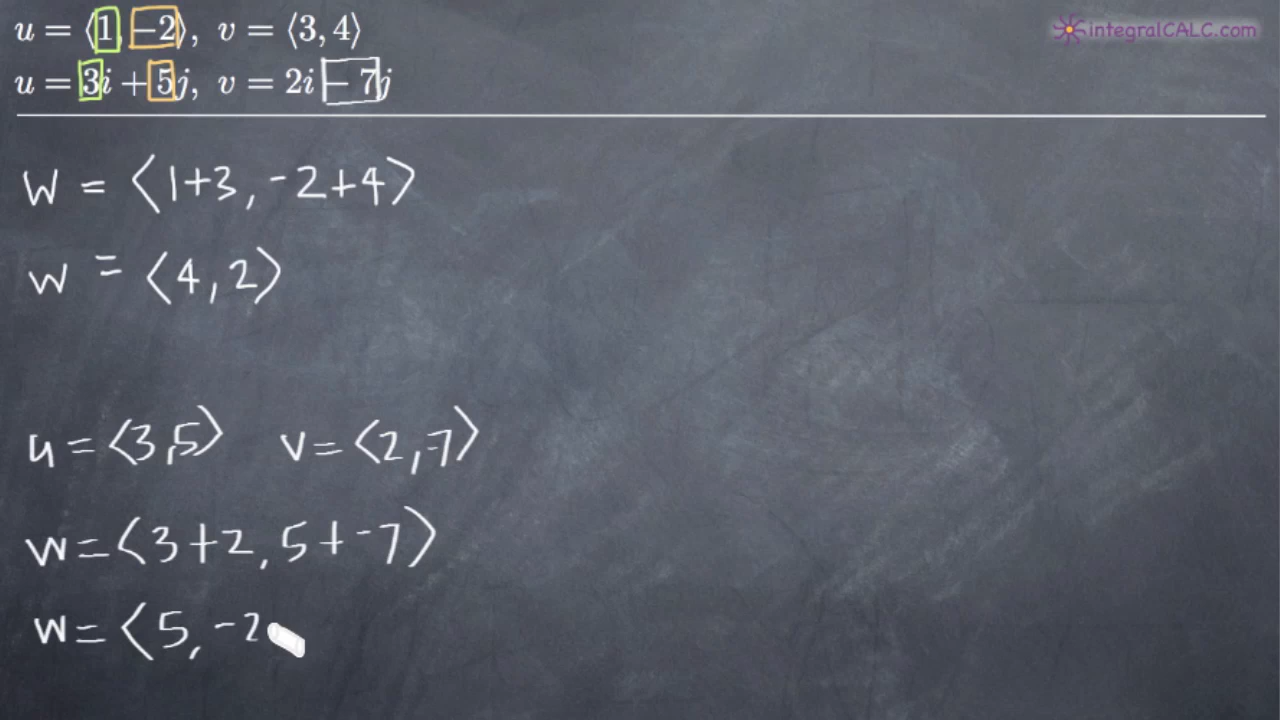 u = ⟨1, −2⟩, v = ⟨3, 4⟩
integralCALC.com
u = 3i + 5j, v = 2i − 7j
W = ⟨1+3, -2+4⟩
w = ⟨4, 2⟩
u = ⟨3,5⟩ v = ⟨2,-7⟩
w = ⟨3+2, 5+-7⟩
w = ⟨5, -2